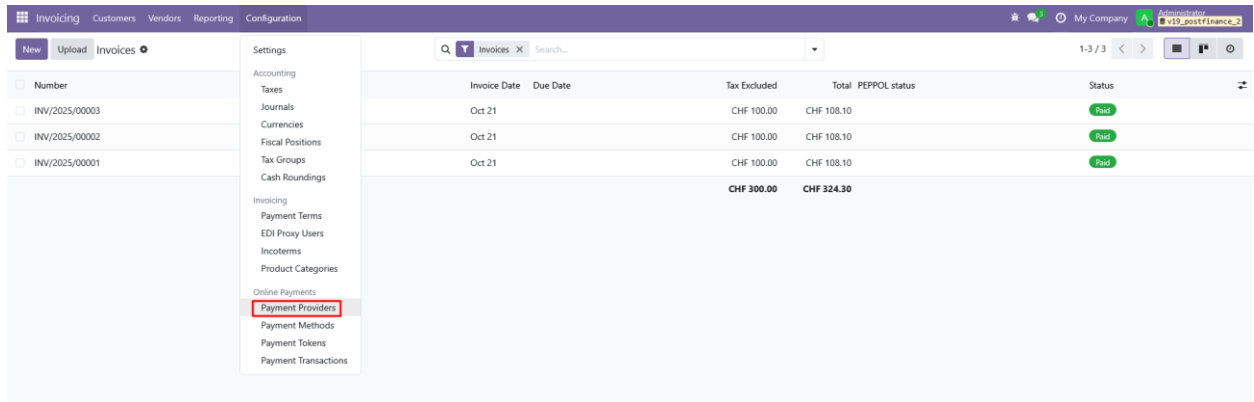 Invoicing Customers Vendors Reporting Configuration 1 My Company A Administrator
v19_postfinance_2
New Upload Invoices Invoices X Search... 1-3 / 3
Settings
Accounting
Taxes
Journals
Currencies
Fiscal Positions
Tax Groups
Cash Roundings
Invoicing
Payment Terms
EDI Proxy Users
Incoterms
Product Categories
Online Payments
Payment Providers
Payment Methods
Payment Tokens
Payment Transactions
Number Invoice Date Due Date Tax Excluded Total PEPPOL status Status
INV/2025/00003 Oct 21 CHF 100.00 CHF 108.10 Paid
INV/2025/00002 Oct 21 CHF 100.00 CHF 108.10 Paid
INV/2025/00001 Oct 21 CHF 100.00 CHF 108.10 Paid
CHF 300.00 CHF 324.30